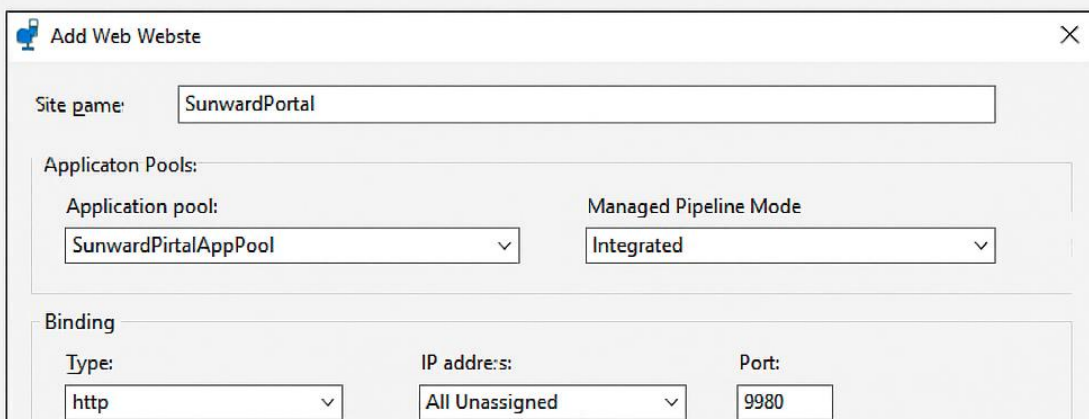 Add Web Webste
Site pame: SunwardPortal
Applicaton Pools:
Application pool: Managed Pipeline Mode
SunwardPirtalAppPool Integrated
Binding
Type: IP addre:s: Port:
http All Unassigned 9980